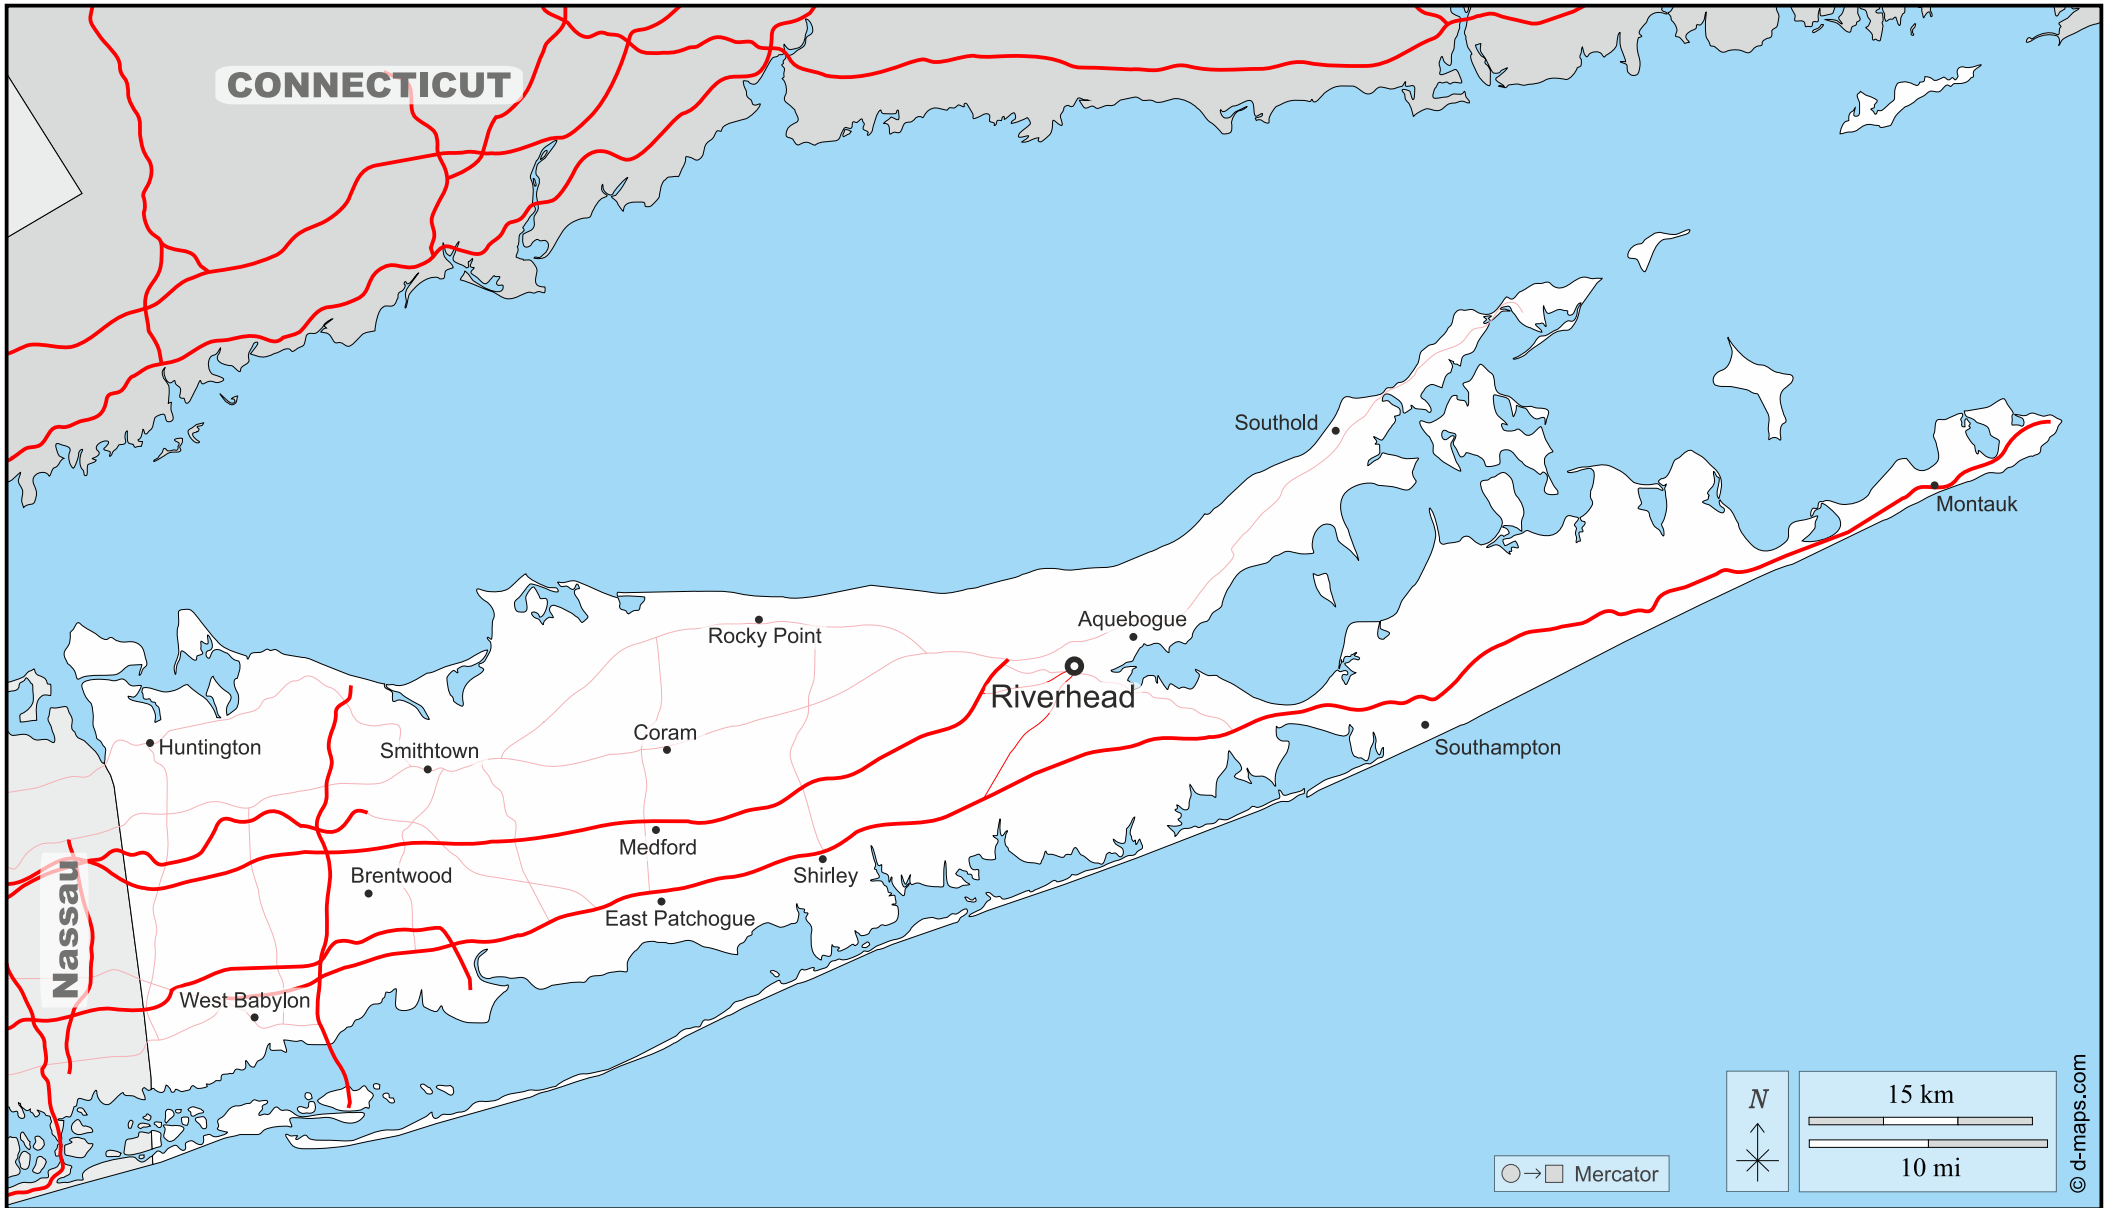 CONNECTICUT
Southold
Montauk
Aquebogue
Rocky Point
Riverhead
Coram
Huntington
Smithtown
Southampton
Medford
Brentwood
Shirley
East Patchogue
Nassau
West Babylon
N
15 km
10 mi
Mercator
© d-maps.com